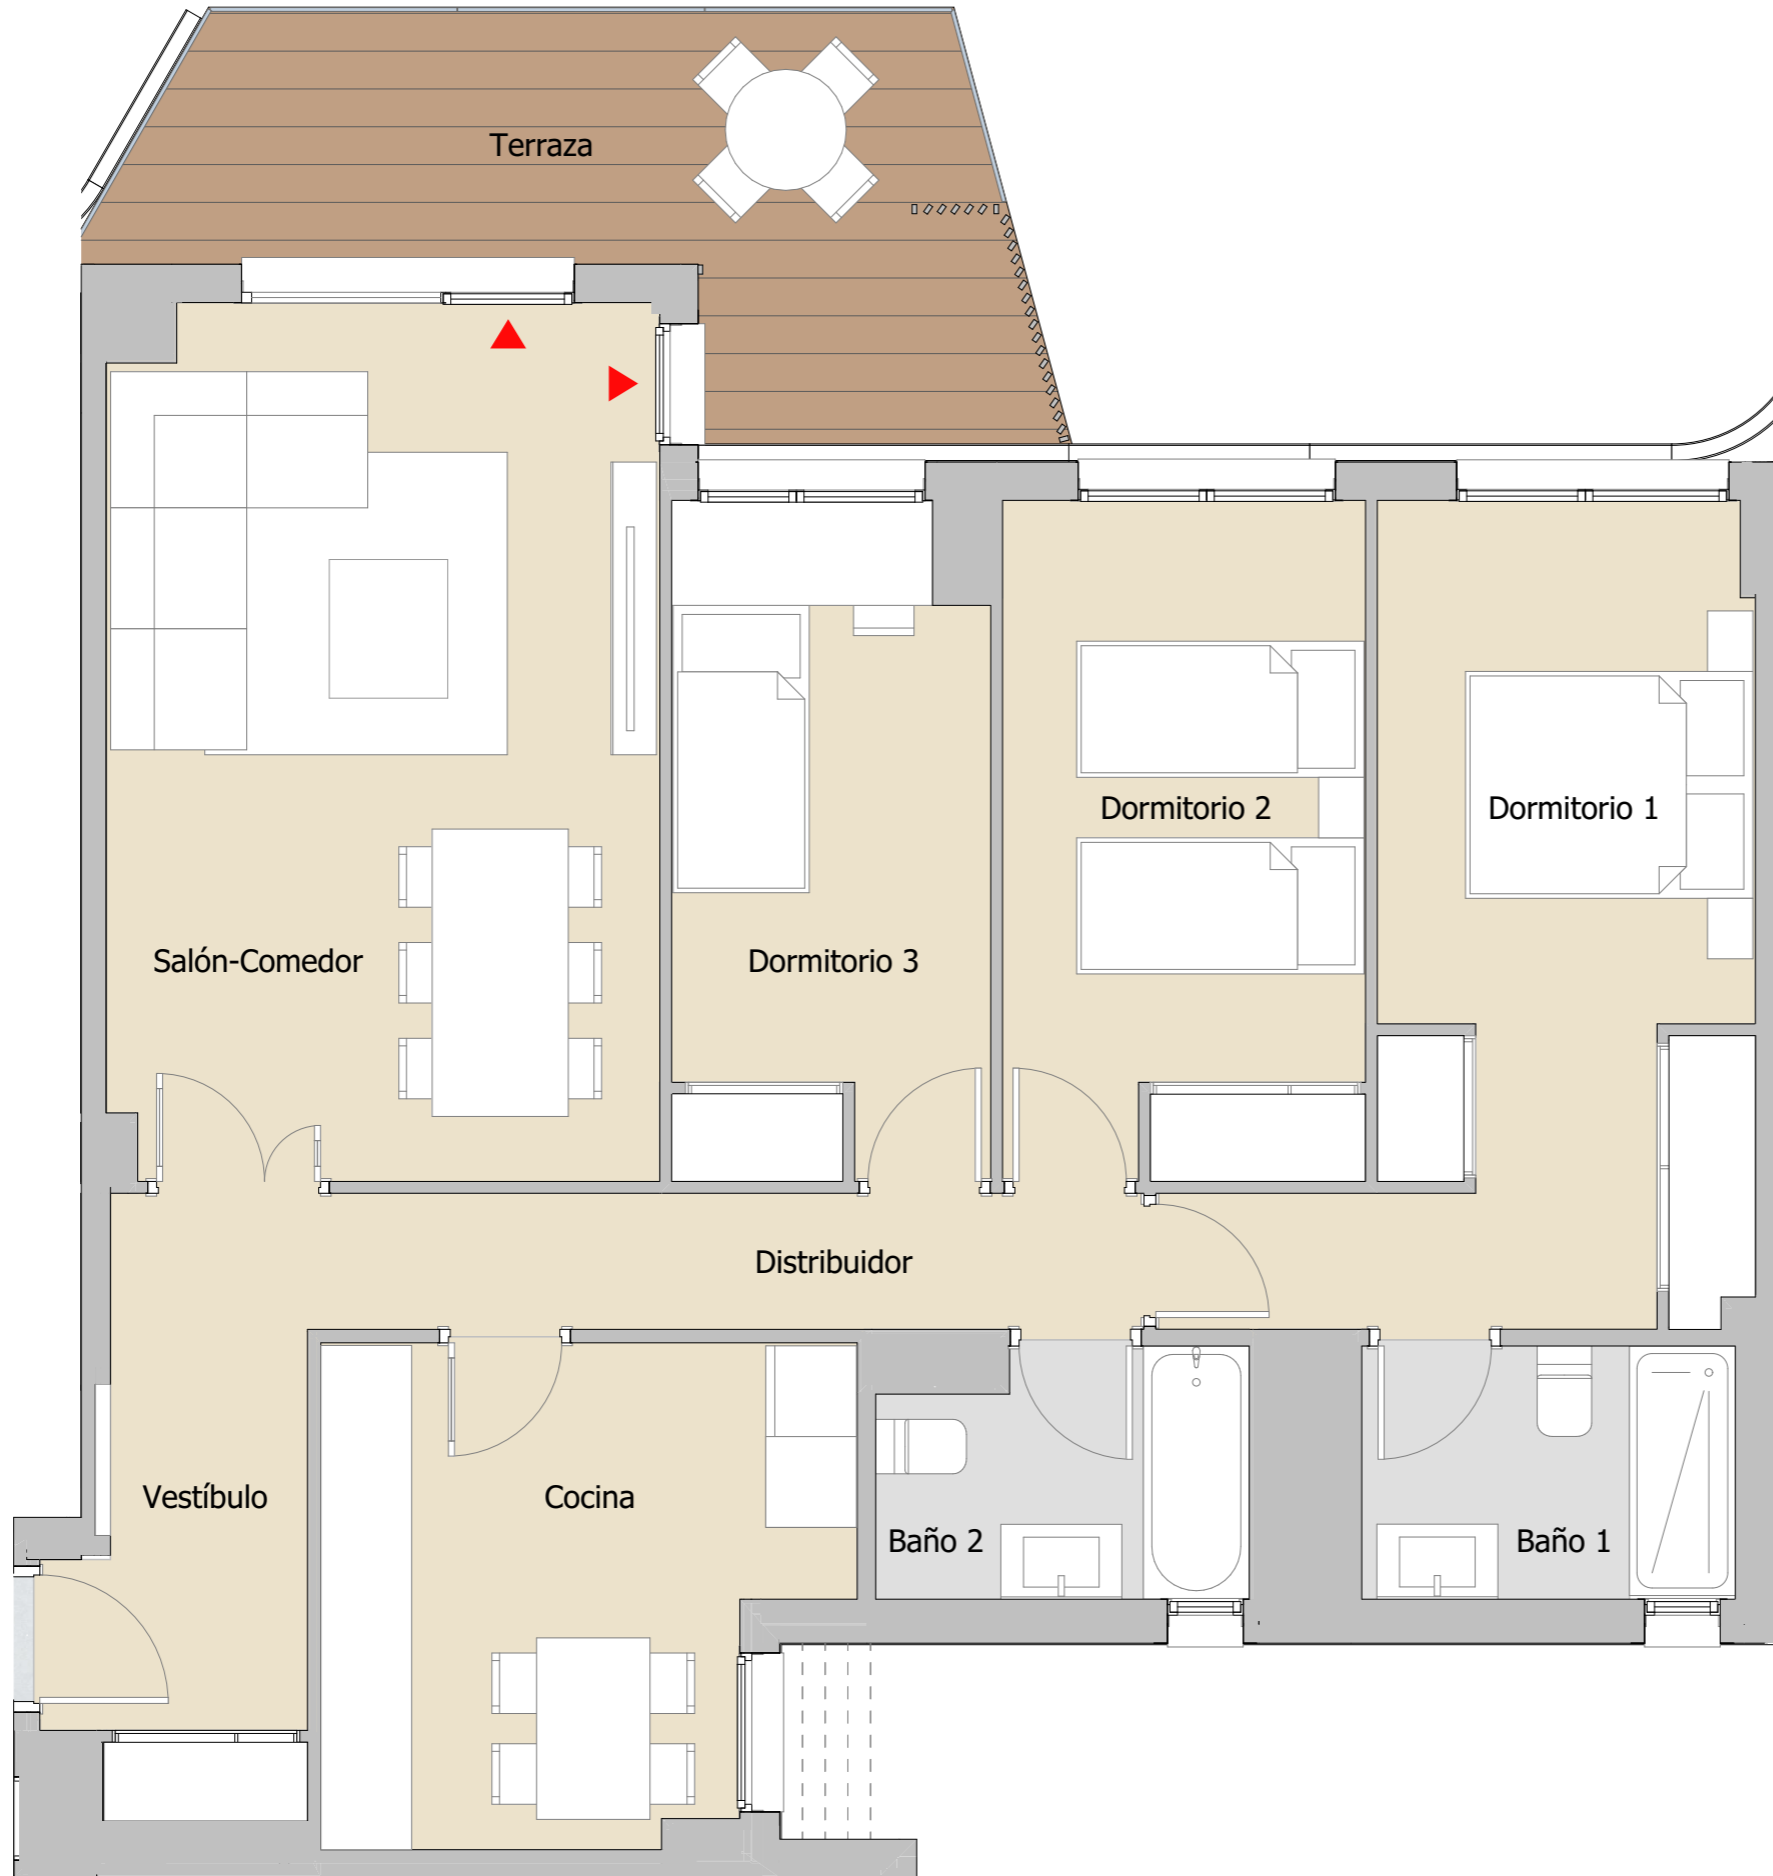 Terraza
Dormitorio 2
Dormitorio 1
Salón-Comedor
Dormitorio 3
Distribuidor
Vestíbulo
Cocina
Baño 2
Baño 1